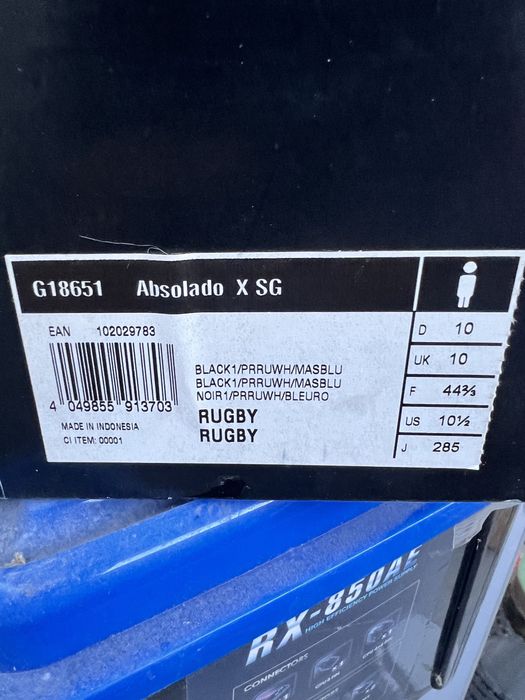 G18651 Absolado X SG
EAN 102029783
4 049855 913703
MADE IN INDONESIA
CI ITEM: 00001
BLACK1/PRRUWH/MASBLU
BLACK1/PRRUWH/MASBLU
NOIR1/PRRUWH/BLEURO
RUGBY
RUGBY
D 10
UK 10
F 44⅔
US 10½
J 285
RX-850AE
HIGH EFFICIENCY POWER SUPPLY
CONNECTORS